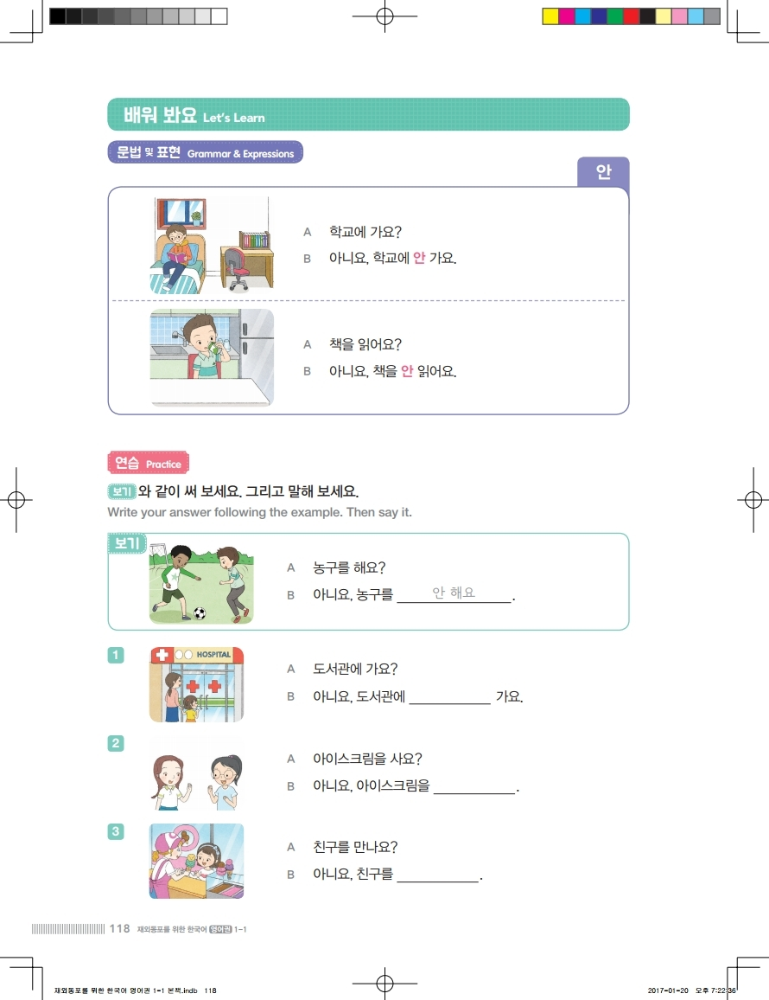 배워 봐요 Let's Learn
문법 및 표현 Grammar & Expressions
안
A 학교에 가요?
B 아니요, 학교에 안 가요.
A 책을 읽어요?
B 아니요, 책을 안 읽어요.
연습 Practice
보기 와 같이 써 보세요. 그리고 말해 보세요.
Write your answer following the example. Then say it.
보기
A 농구를 해요?
B 아니요, 농구를 안 해요.
1
HOSPITAL
A 도서관에 가요?
B 아니요, 도서관에 ____________ 가요.
2
A 아이스크림을 사요?
B 아니요, 아이스크림을 ____________.
3
A 친구를 만나요?
B 아니요, 친구를 ____________.
118 재외동포를 위한 한국어 영어권 1-1
재외동포를 위한 한국어 영어권 1-1 본책.indb 118
2017-01-20 오후 7:22:36